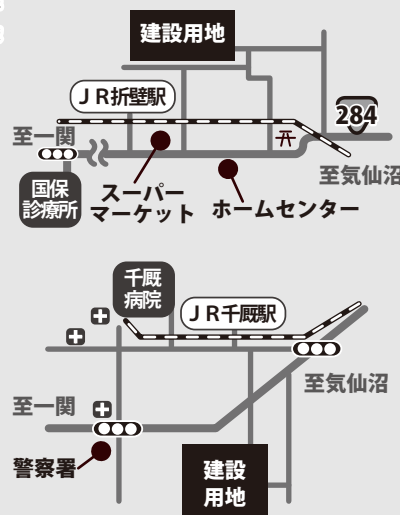 建設用地
ＪＲ折壁駅
284
至一関
至気仙沼
国保
診療所
スーパー
マーケット
ホームセンター
千厩
病院
ＪＲ千厩駅
至気仙沼
至一関
警察署
建設
用地